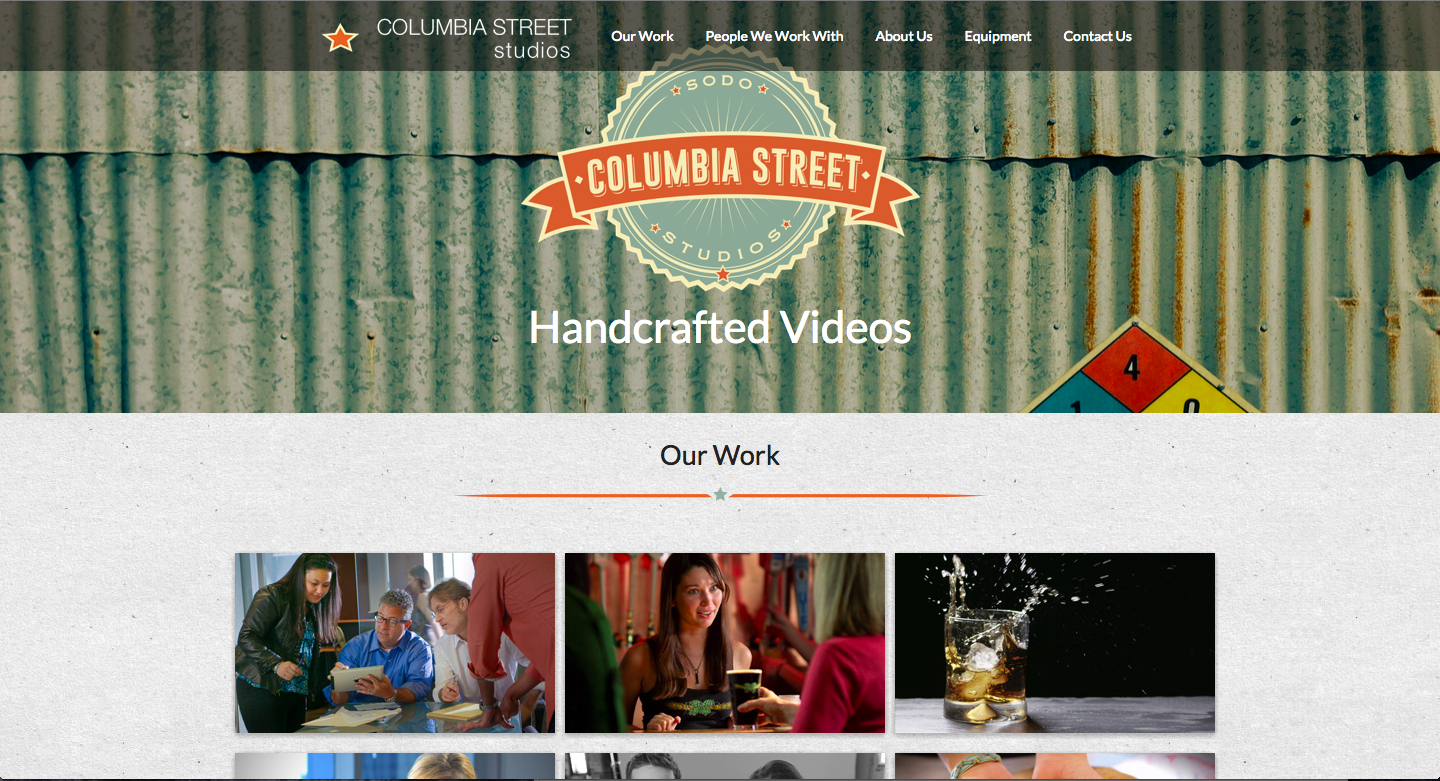 COLUMBIA STREET
studios
Our Work
People We Work With
About Us
Equipment
Contact Us
SODO
COLUMBIA STREET
STUDIOS
Handcrafted Videos
4
1
0
Our Work